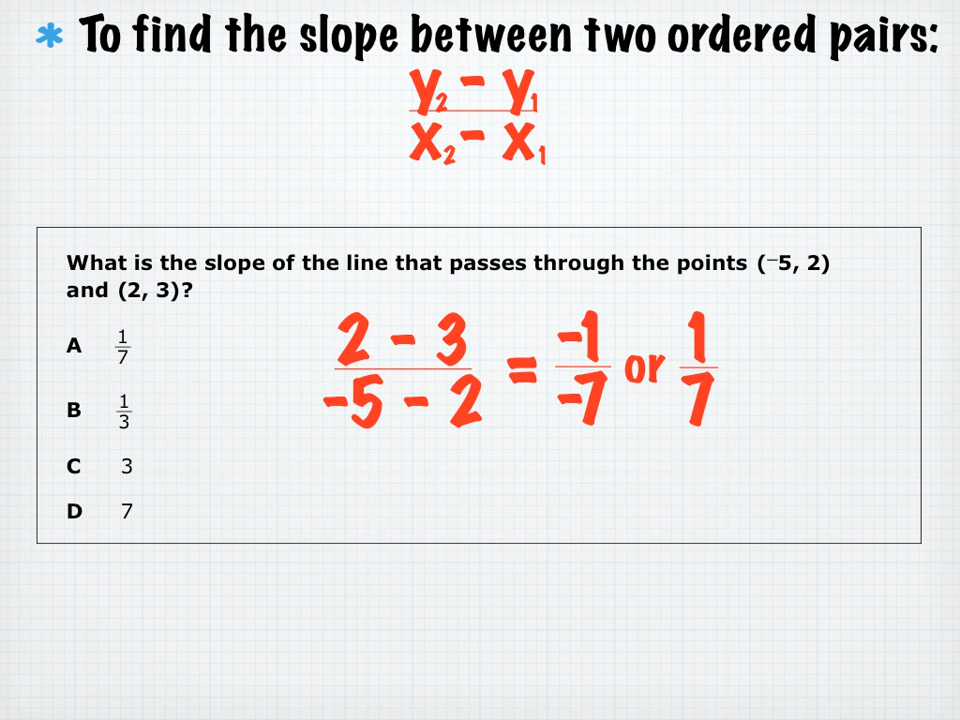 * To find the slope between two ordered pairs:
y₂ - y₁
x₂ - x₁
What is the slope of the line that passes through the points (⁻5, 2)
and (2, 3)?
A 1/7
B 1/3
C 3
D 7
2 - 3
-5 - 2
= -1/-7 or 1/7